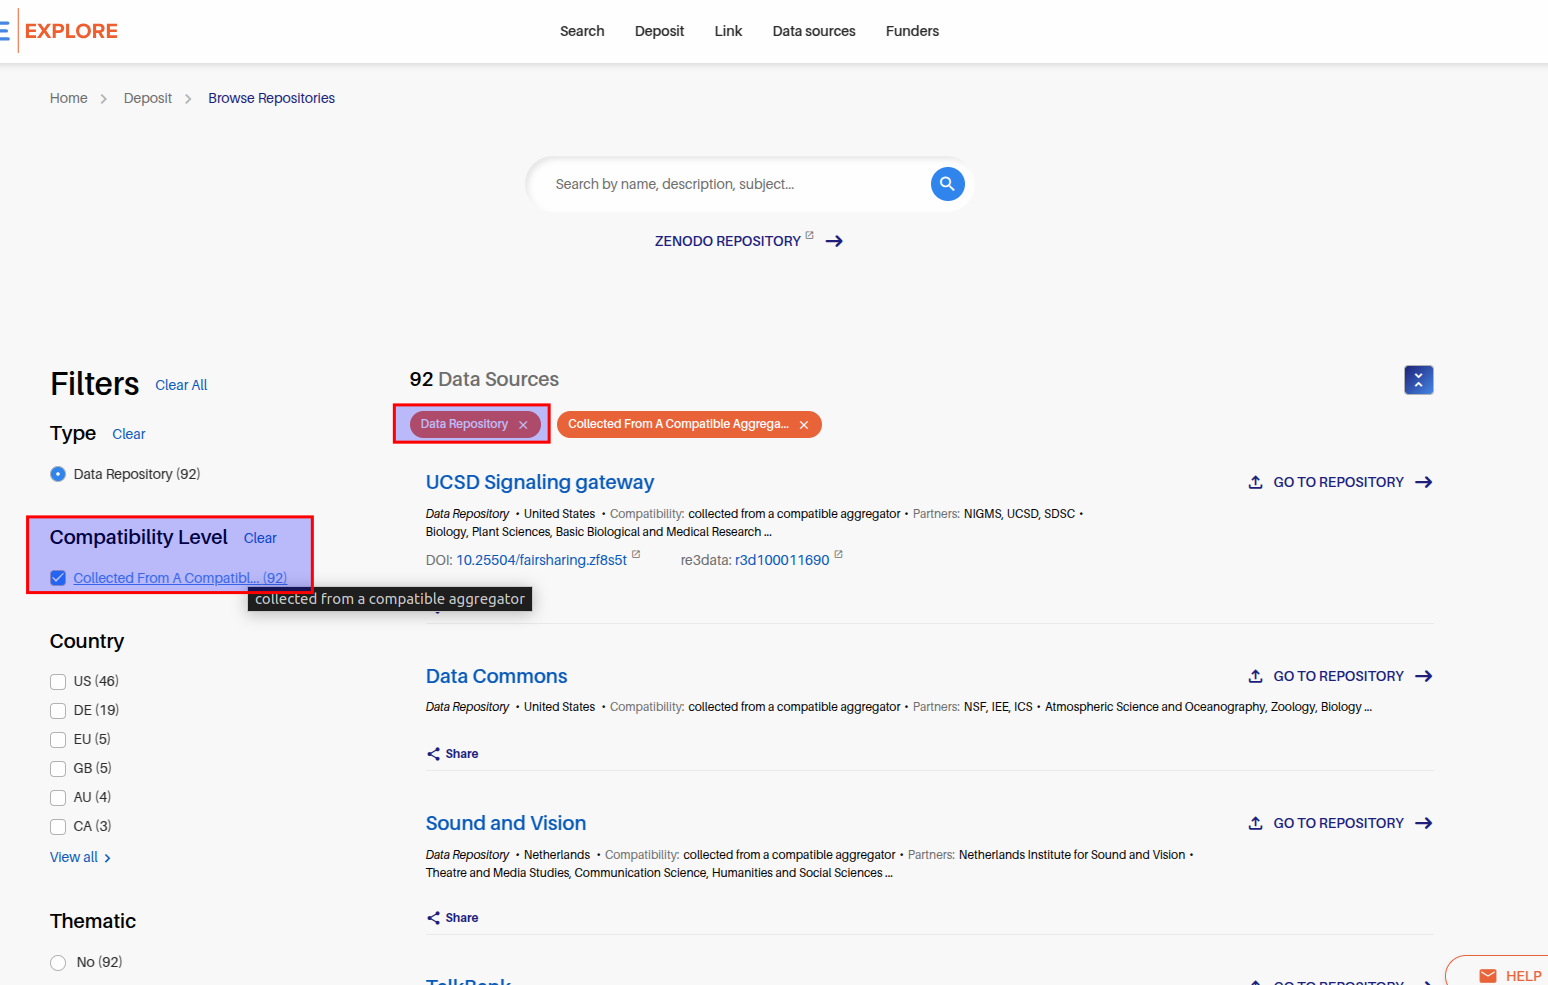 EXPLORE
Search Deposit Link Data sources Funders
Home > Deposit > Browse Repositories
Search by name, description, subject...
ZENODO REPOSITORY
Filters Clear All
Type Clear
Data Repository (92)
Compatibility Level Clear
Collected From A Compatibl... (92)
collected from a compatible aggregator
Country
US (46)
DE (19)
EU (5)
GB (5)
AU (4)
CA (3)
View all >
Thematic
No (92)
92 Data Sources
Data Repository × Collected From A Compatible Aggrega... ×
UCSD Signaling gateway GO TO REPOSITORY
Data Repository • United States • Compatibility: collected from a compatible aggregator • Partners: NIGMS, UCSD, SDSC •
Biology, Plant Sciences, Basic Biological and Medical Research ...
DOI: 10.25504/fairsharing.zf8s5t re3data: r3d100011690
Data Commons GO TO REPOSITORY
Data Repository • United States • Compatibility: collected from a compatible aggregator • Partners: NSF, IEE, ICS • Atmospheric Science and Oceanography, Zoology, Biology ...
Share
Sound and Vision GO TO REPOSITORY
Data Repository • Netherlands • Compatibility: collected from a compatible aggregator • Partners: Netherlands Institute for Sound and Vision •
Theatre and Media Studies, Communication Science, Humanities and Social Sciences ...
Share
TalkBank GO TO REPOSITORY
HELP